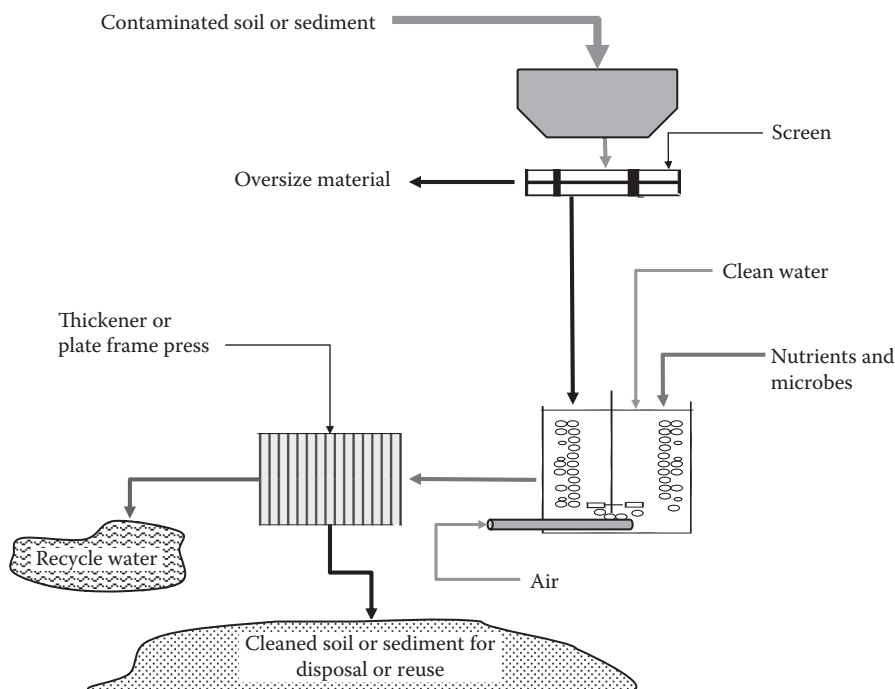 Contaminated soil or sediment
Screen
Oversize material
Clean water
Thickener or
plate frame press
Nutrients and
microbes
Recycle water
Air
Cleaned soil or sediment for
disposal or reuse